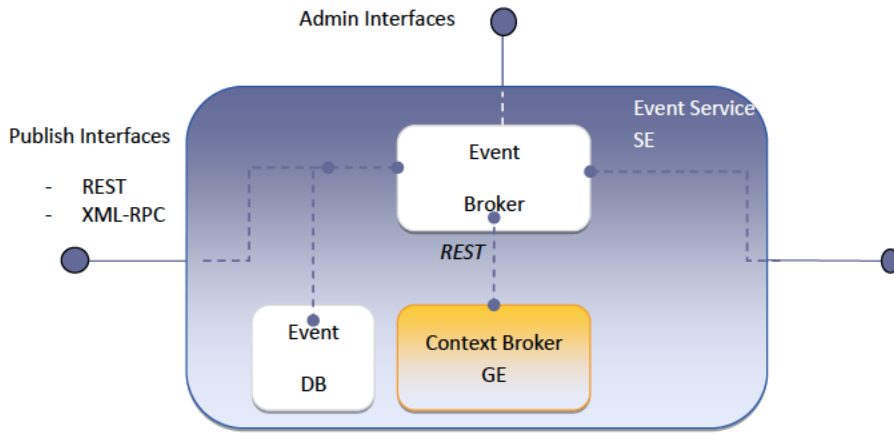 Admin Interfaces
Event Service
SE
Publish Interfaces
- REST
- XML-RPC
Event
Broker
REST
Event
DB
Context Broker
GE